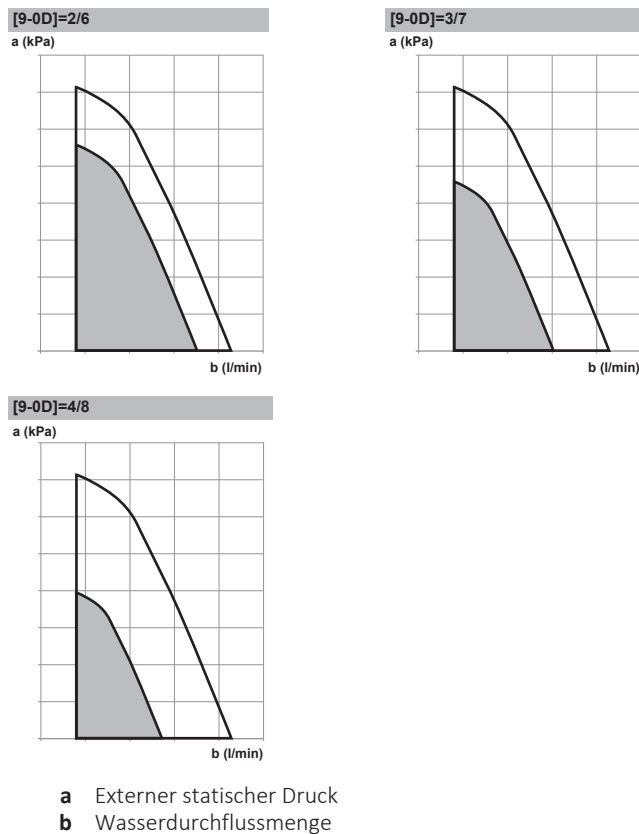 [9-0D]=2/6
a (kPa)
b (l/min)
[9-0D]=3/7
a (kPa)
b (l/min)
[9-0D]=4/8
a (kPa)
b (l/min)
a Externer statischer Druck
b Wasserdurchflussmenge